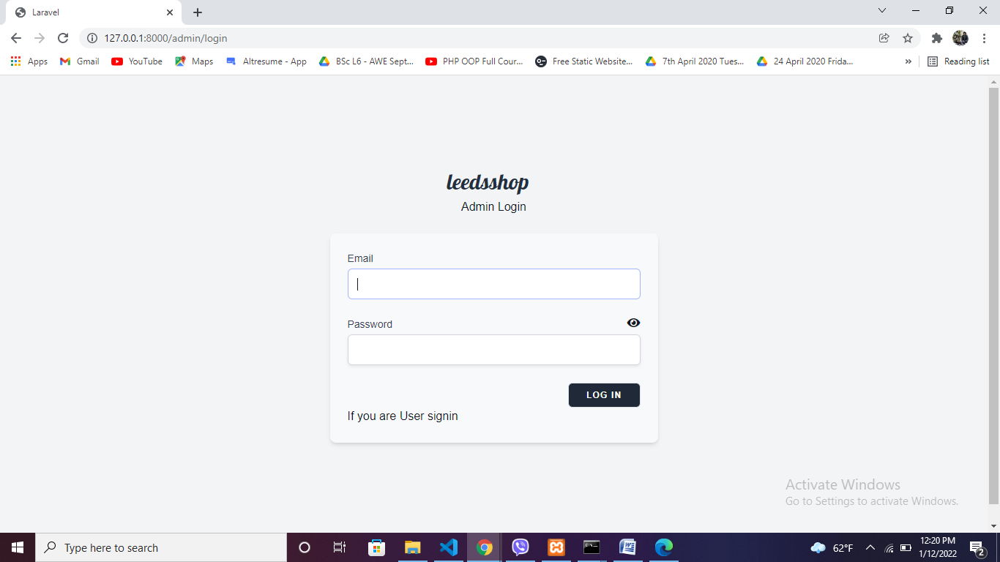 Laravel
127.0.0.1:8000/admin/login
Apps Gmail YouTube Maps Altresume - App BSc L6 - AWE Sept... PHP OOP Full Cour... Free Static Website... 7th April 2020 Tues... 24 April 2020 Frida... » Reading list
leedsshop
Admin Login
Email
Password
LOG IN
If you are User signin
Activate Windows
Go to Settings to activate Windows.
Type here to search
62°F
12:20 PM
1/12/2022
2